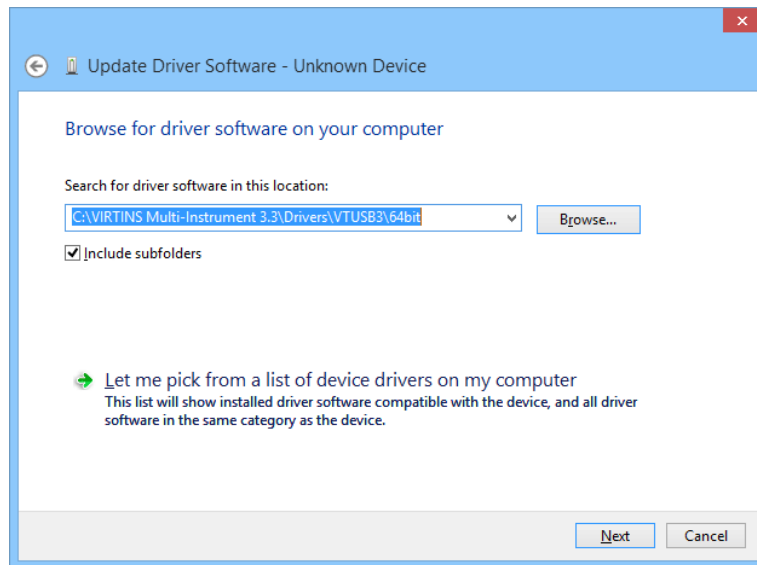 Update Driver Software - Unknown Device
Browse for driver software on your computer
Search for driver software in this location:
C:\VIRTINS Multi-Instrument 3.3\Drivers\VTUSB3\64bit
Browse...
Include subfolders
Let me pick from a list of device drivers on my computer
This list will show installed driver software compatible with the device, and all driver
software in the same category as the device.
Next
Cancel